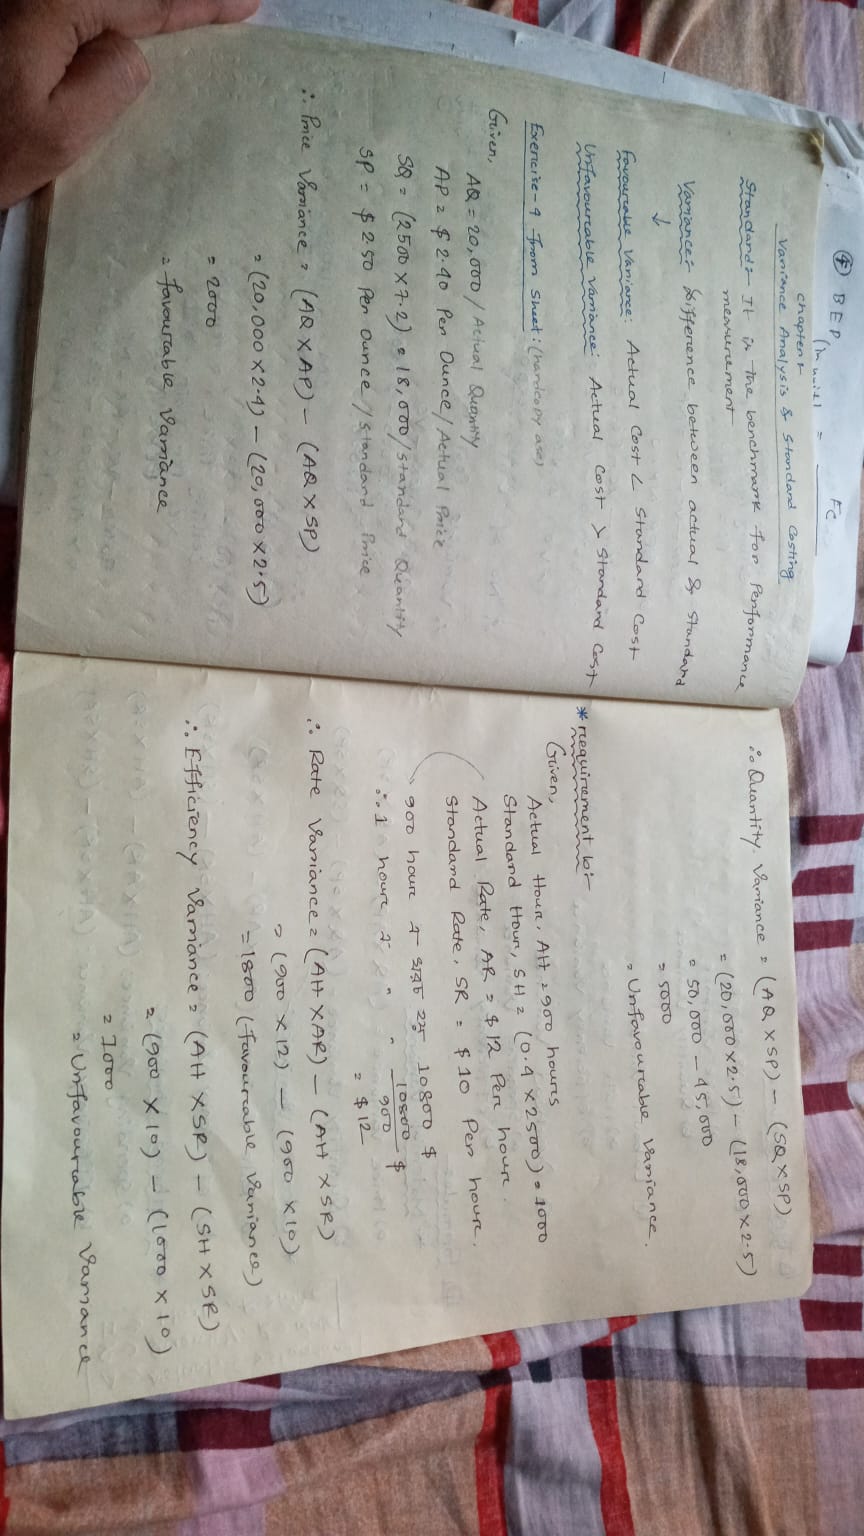 ④ BEP
(In unit) = FC
chapter
Variance Analysis & Standard Costing
Standard:- It is the benchmark for Performance
measurement
↓
Variance:- Difference between actual & standard
Favourable Variance: Actual Cost < Standard Cost
Unfavourable Variance: Actual Cost > Standard Cost
Exercise-9 from Sheet: (hardcopy
Given,
AQ = 20,000 / Actual Quantity
AP = $ 2.40 Per Ounce / Actual Price
SQ = (2500 × 7.2) = 18,000 / Standard Quantity
SP = $ 2.50 Per Ounce / Standard Price
∴ Price Variance = (AQ × AP) - (AQ × SP)
= (20,000 × 2.4) - (20,000 × 2.5)
= 2000
= favourable Variance
∴ Quantity Variance = (AQ × SP) - (SQ × SP)
= (20,000 × 2.5) - (18,000 × 2.5)
= 50,000 - 45,000
= 5000
= Unfavourable Variance.
* requirement b:-
Given,
Actual Hour, AH = 900 hours
Standard Hour, SH = (0.4 × 2500) = 1000
Actual Rate, AR = $ 12 Per hour
Standard Rate, SR = $ 10 Per hour.
900 hour 10800 $
∴ 1 hour " " 10800/900 $
= $12
∴ Rate Variance = (AH × AR) - (AH × SR)
= (900 × 12) - (900 × 10)
= 1800 (favourable Variance)
∴ Efficiency Variance = (AH × SR) - (SH × SR)
= (900 × 10) - (1000 × 10)
= 1000
= Unfavourable Variance